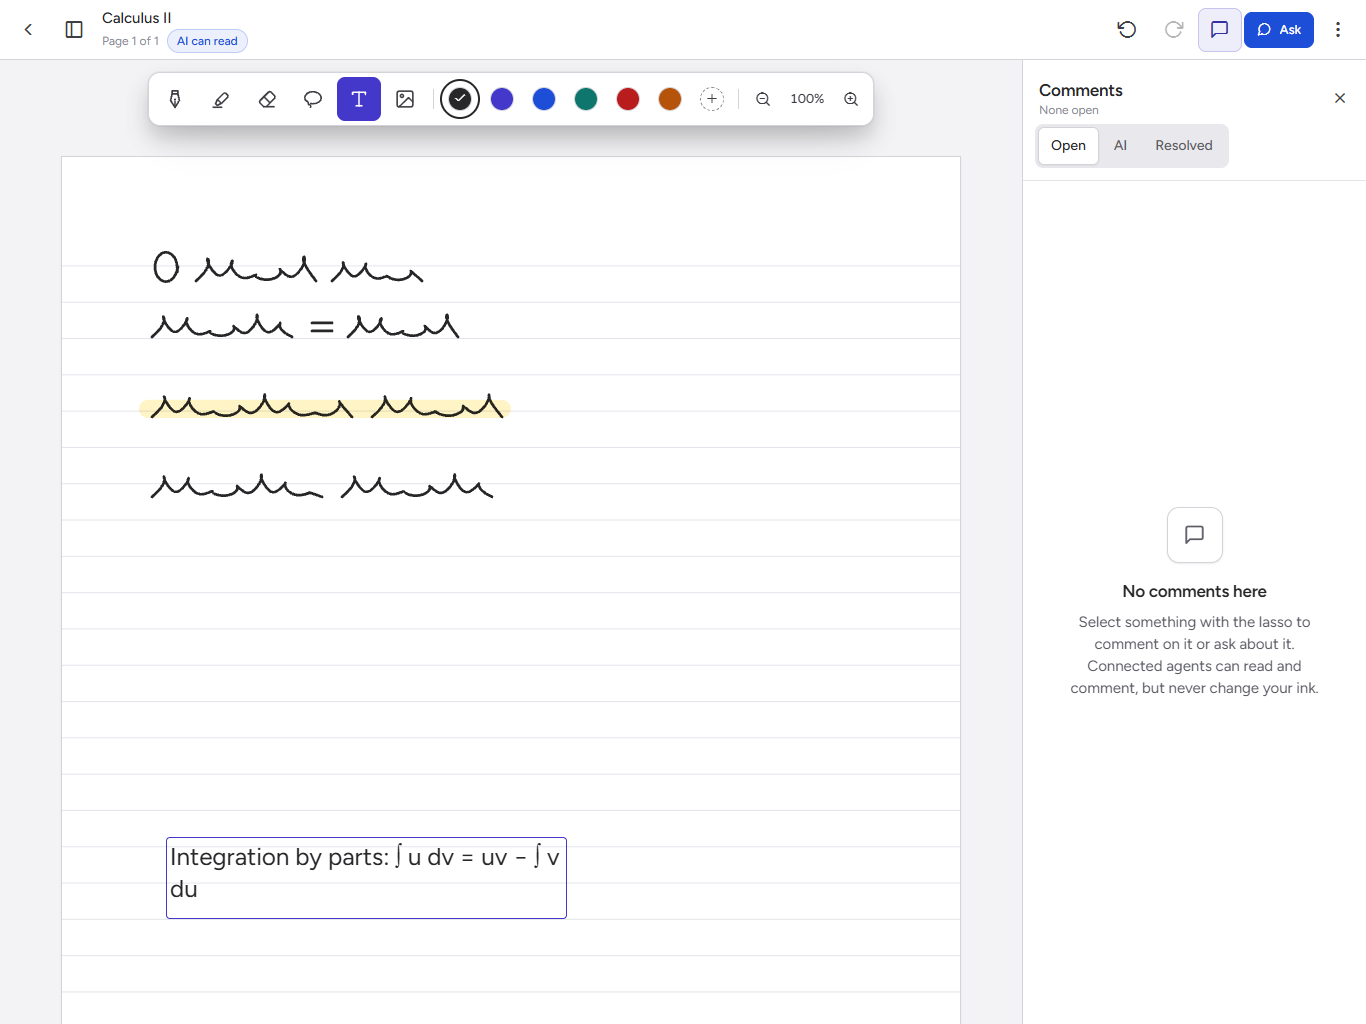 Calculus II
Page 1 of 1 AI can read
Ask
100%
Comments
None open
Open AI Resolved
Integration by parts: ∫ u dv = uv − ∫ v
du
No comments here
Select something with the lasso to
comment on it or ask about it.
Connected agents can read and
comment, but never change your ink.